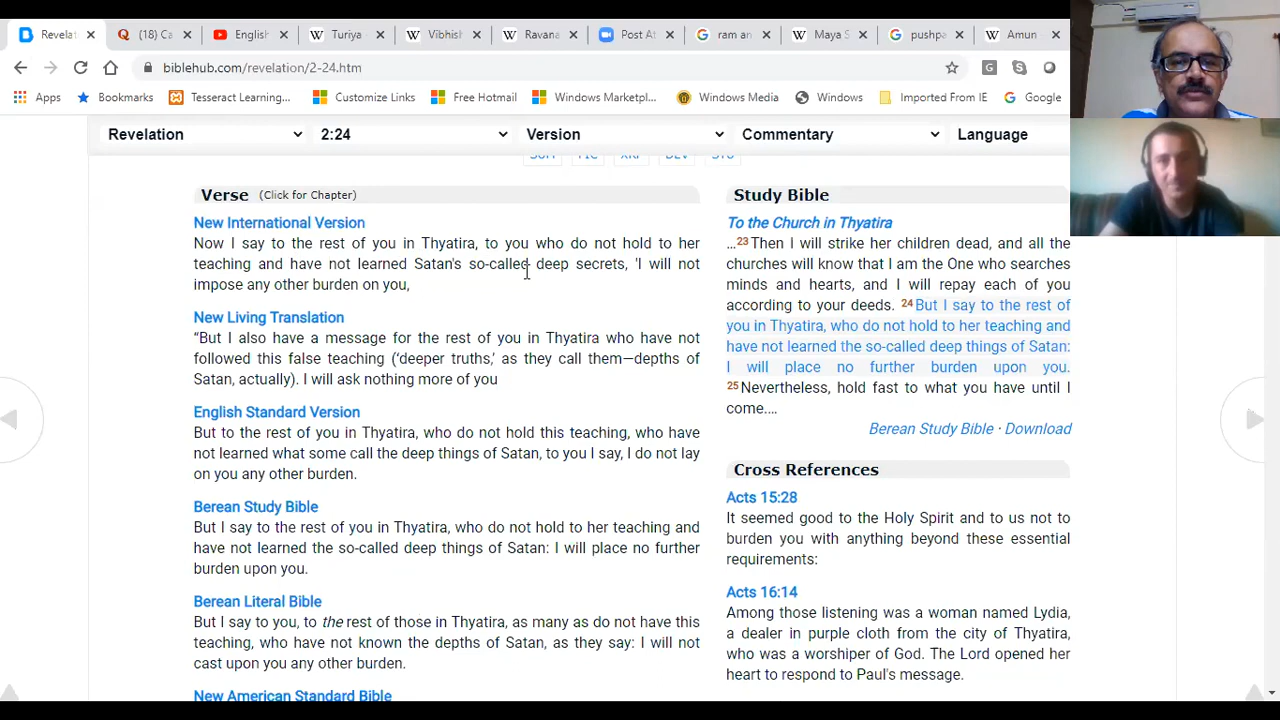 Revelat
(18) Ca
English
Turiya
Vibhish
Ravana
Post At
ram an
Maya S
pushpa
Amun -
biblehub.com/revelation/2-24.htm
Apps
Bookmarks
Tesseract Learning...
Customize Links
Free Hotmail
Windows Marketpl...
Windows Media
Windows
Imported From IE
Google
Revelation
2:24
Version
Commentary
Language
Verse (Click for Chapter)
New International Version
Now I say to the rest of you in Thyatira, to you who do not hold to her
teaching and have not learned Satan's so-called deep secrets, 'I will not
impose any other burden on you,
New Living Translation
“But I also have a message for the rest of you in Thyatira who have not
followed this false teaching (‘deeper truths,’ as they call them—depths of
Satan, actually). I will ask nothing more of you
English Standard Version
But to the rest of you in Thyatira, who do not hold this teaching, who have
not learned what some call the deep things of Satan, to you I say, I do not lay
on you any other burden.
Berean Study Bible
But I say to the rest of you in Thyatira, who do not hold to her teaching and
have not learned the so-called deep things of Satan: I will place no further
burden upon you.
Berean Literal Bible
But I say to you, to the rest of those in Thyatira, as many as do not have this
teaching, who have not known the depths of Satan, as they say: I will not
cast upon you any other burden.
New American Standard Bible
Study Bible
To the Church in Thyatira
…23Then I will strike her children dead, and all the
churches will know that I am the One who searches
minds and hearts, and I will repay each of you
according to your deeds. 24But I say to the rest of
you in Thyatira, who do not hold to her teaching and
have not learned the so-called deep things of Satan:
I will place no further burden upon you.
25Nevertheless, hold fast to what you have until I
come.…
Berean Study Bible · Download
Cross References
Acts 15:28
It seemed good to the Holy Spirit and to us not to
burden you with anything beyond these essential
requirements:
Acts 16:14
Among those listening was a woman named Lydia,
a dealer in purple cloth from the city of Thyatira,
who was a worshiper of God. The Lord opened her
heart to respond to Paul's message.